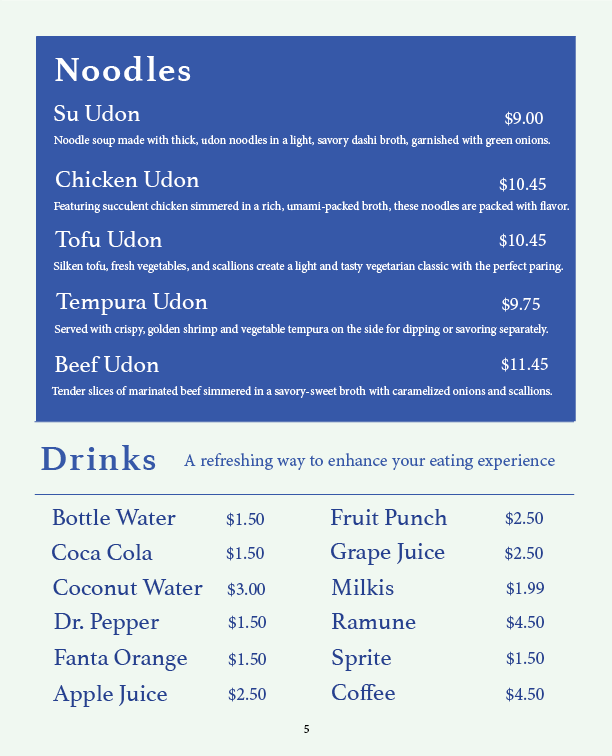 Noodles
Su Udon $9.00
Noodle soup made with thick, udon noodles in a light, savory dashi broth, garnished with green onions.
Chicken Udon $10.45
Featuring succulent chicken simmered in a rich, umami-packed broth, these noodles are packed with flavor.
Tofu Udon $10.45
Silken tofu, fresh vegetables, and scallions create a light and tasty vegetarian classic with the perfect paring.
Tempura Udon $9.75
Served with crispy, golden shrimp and vegetable tempura on the side for dipping or savoring separately.
Beef Udon $11.45
Tender slices of marinated beef simmered in a savory-sweet broth with caramelized onions and scallions.
Drinks A refreshing way to enhance your eating experience
Bottle Water $1.50
Coca Cola $1.50
Coconut Water $3.00
Dr. Pepper $1.50
Fanta Orange $1.50
Apple Juice $2.50
Fruit Punch $2.50
Grape Juice $2.50
Milkis $1.99
Ramune $4.50
Sprite $1.50
Coffee $4.50
5